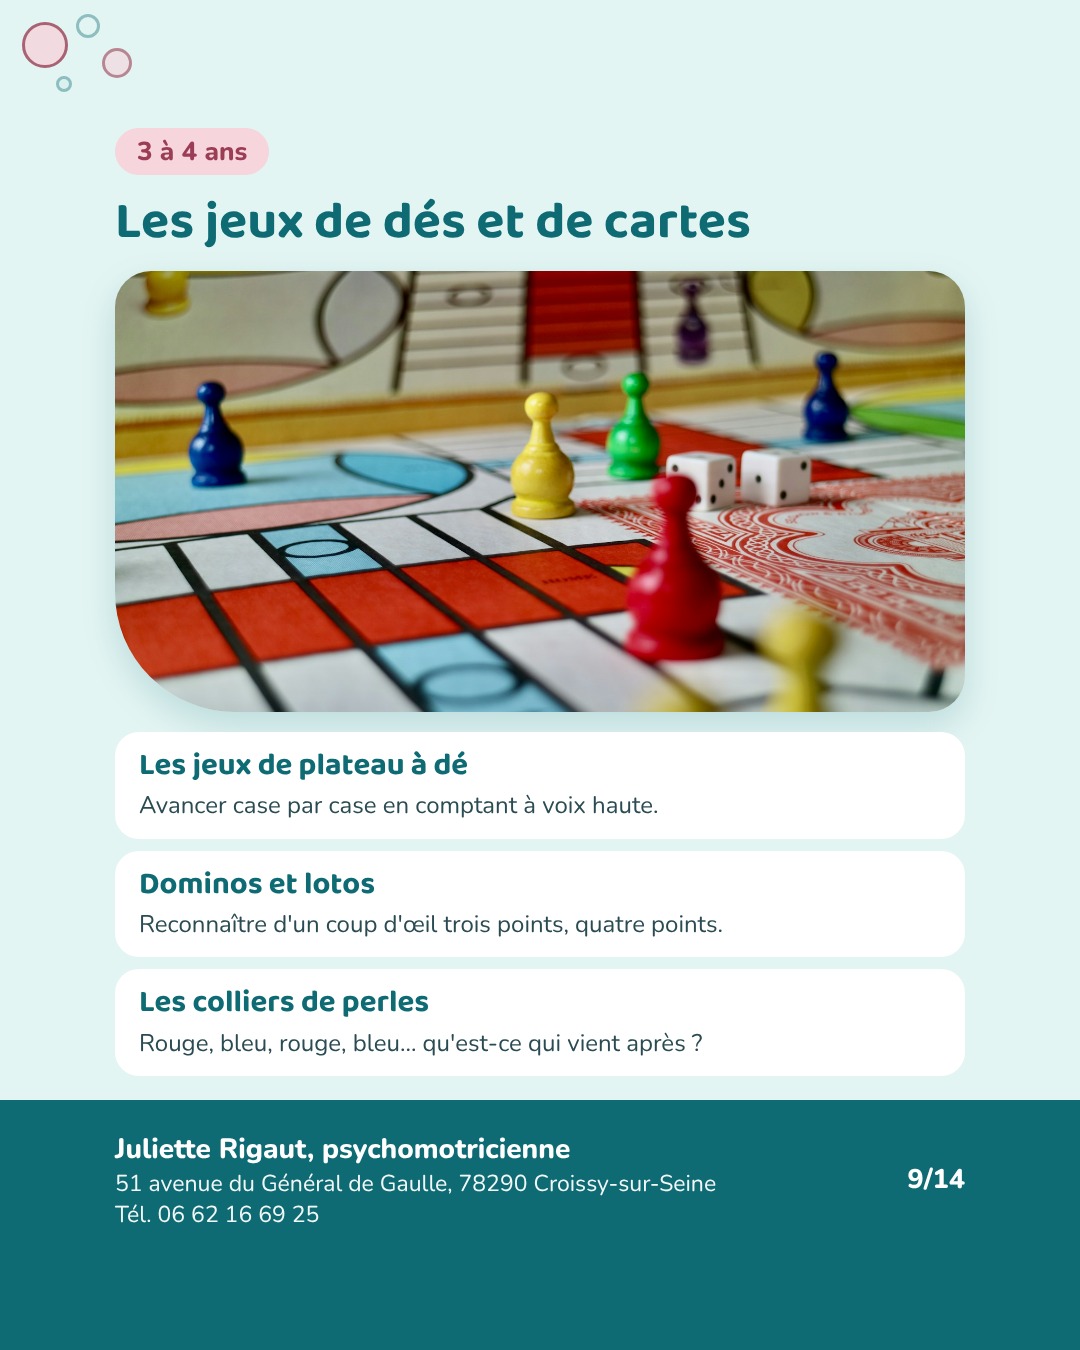 3 à 4 ans
Les jeux de dés et de cartes
HOME
Les jeux de plateau à dé
Avancer case par case en comptant à voix haute.
Dominos et lotos
Reconnaître d'un coup d'œil trois points, quatre points.
Les colliers de perles
Rouge, bleu, rouge, bleu... qu'est-ce qui vient après ?
Juliette Rigaut, psychomotricienne
51 avenue du Général de Gaulle, 78290 Croissy-sur-Seine
Tél. 06 62 16 69 25
9/14